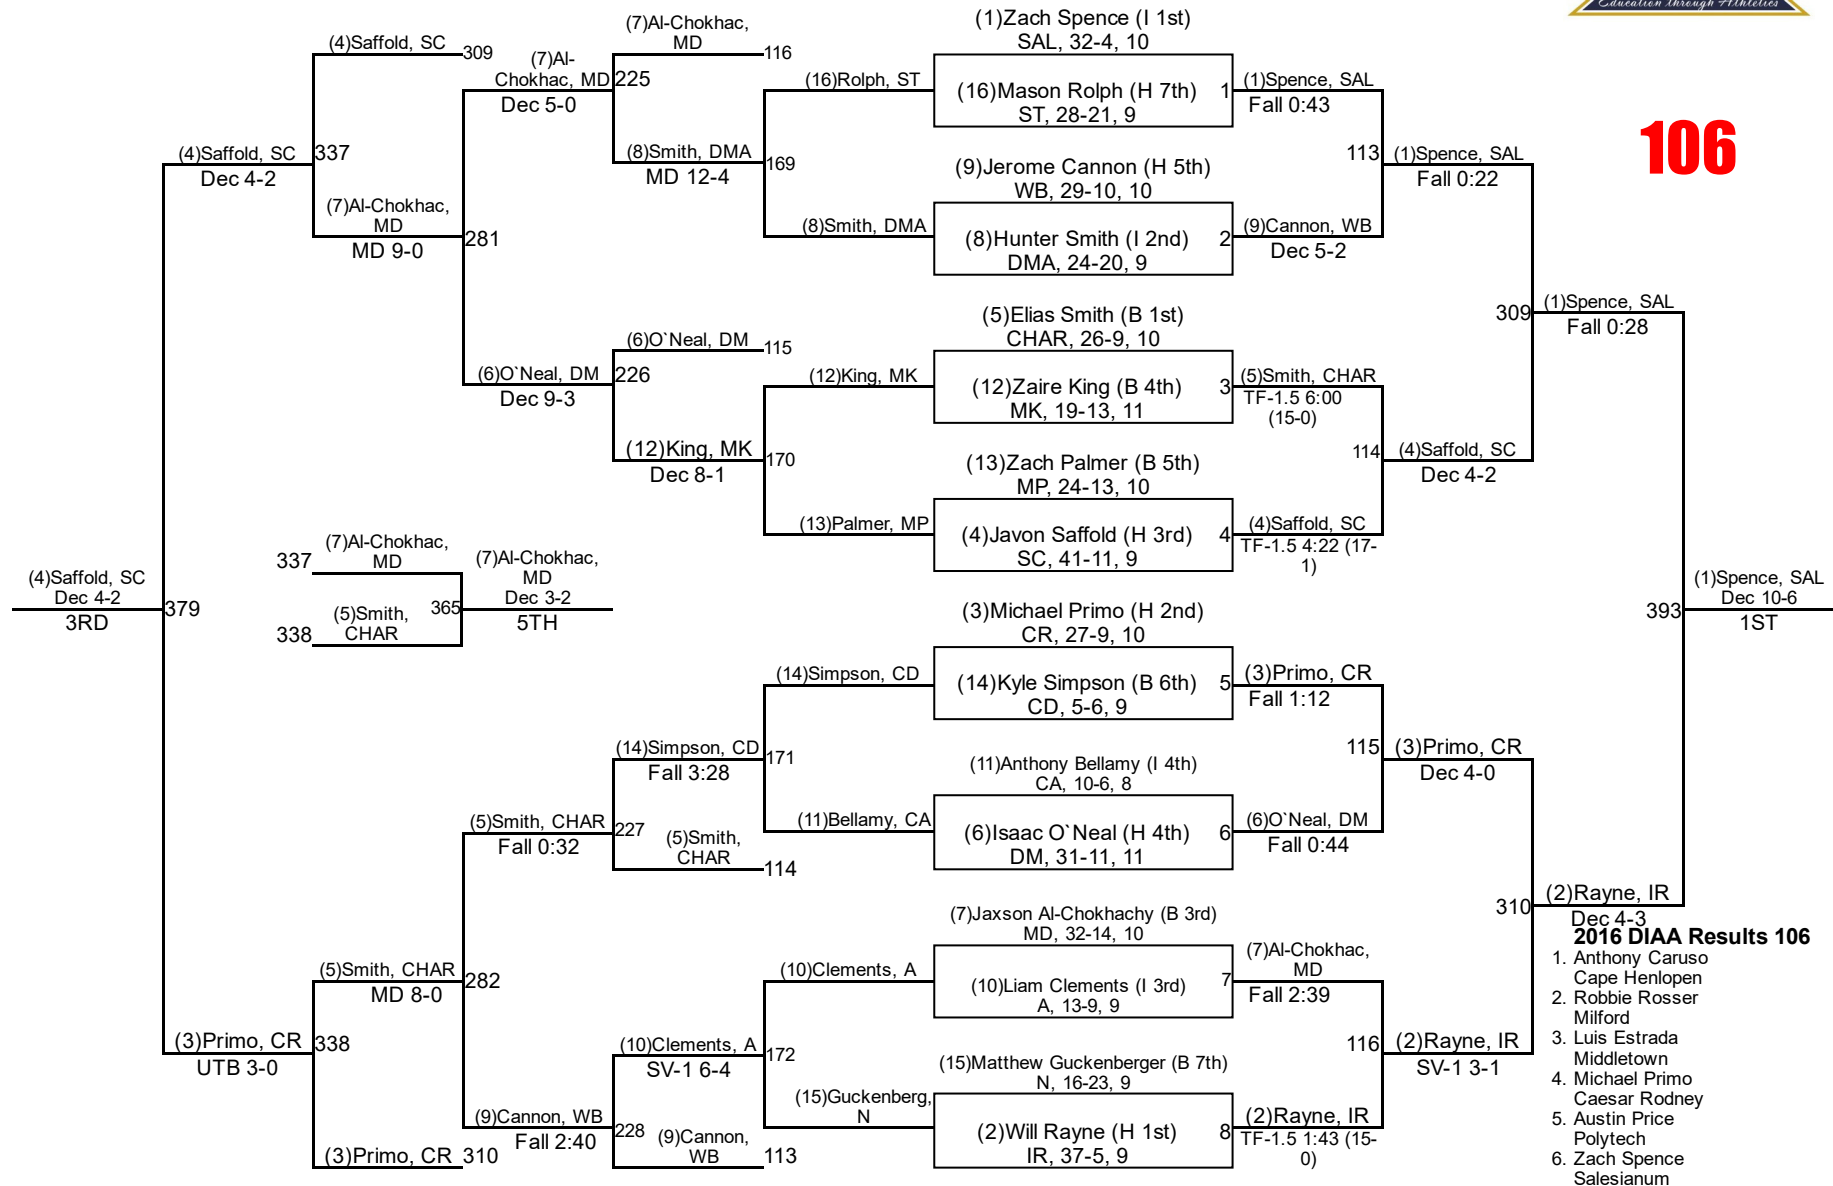 Education through Athletics
106
(1)Zach Spence (I 1st)
SAL, 32-4, 10
(16)Mason Rolph (H 7th)
ST, 28-21, 9
1
(9)Jerome Cannon (H 5th)
WB, 29-10, 10
(8)Hunter Smith (I 2nd)
DMA, 24-20, 9
2
(5)Elias Smith (B 1st)
CHAR, 26-9, 10
(12)Zaire King (B 4th)
MK, 19-13, 11
3
(13)Zach Palmer (B 5th)
MP, 24-13, 10
(4)Javon Saffold (H 3rd)
SC, 41-11, 9
4
(3)Michael Primo (H 2nd)
CR, 27-9, 10
(14)Kyle Simpson (B 6th)
CD, 5-6, 9
5
(11)Anthony Bellamy (I 4th)
CA, 10-6, 8
(6)Isaac O`Neal (H 4th)
DM, 31-11, 11
6
(7)Jaxson Al-Chokhachy (B 3rd)
MD, 32-14, 10
(10)Liam Clements (I 3rd)
A, 13-9, 9
7
(15)Matthew Guckenberger (B 7th)
N, 16-23, 9
(2)Will Rayne (H 1st)
IR, 37-5, 9
8
(1)Spence, SAL
Fall 0:43
113
(9)Cannon, WB
Dec 5-2
(5)Smith, CHAR
TF-1.5 6:00
(15-0)
114
(4)Saffold, SC
TF-1.5 4:22 (17-
1)
(3)Primo, CR
Fall 1:12
115
(6)O`Neal, DM
Fall 0:44
(7)Al-Chokhac,
MD
Fall 2:39
116
(2)Rayne, IR
TF-1.5 1:43 (15-
0)
(1)Spence, SAL
Fall 0:22
309
(4)Saffold, SC
Dec 4-2
(3)Primo, CR
Dec 4-0
310
(2)Rayne, IR
SV-1 3-1
(1)Spence, SAL
Fall 0:28
393
(2)Rayne, IR
Dec 4-3
(1)Spence, SAL
Dec 10-6
1ST
(16)Rolph, ST
169
(8)Smith, DMA
(12)King, MK
170
(13)Palmer, MP
(14)Simpson, CD
171
(11)Bellamy, CA
(10)Clements, A
172
(15)Guckenberg,
N
(7)Al-Chokhac,
MD
116
225
(8)Smith, DMA
MD 12-4
(6)O`Neal, DM
115
226
(12)King, MK
Dec 8-1
(14)Simpson, CD
Fall 3:28
227
(5)Smith,
CHAR
114
(10)Clements, A
SV-1 6-4
228
(9)Cannon,
WB
113
(7)Al-
Chokhac, MD
Dec 5-0
281
(6)O`Neal, DM
Dec 9-3
(5)Smith, CHAR
Fall 0:32
282
(9)Cannon, WB
Fall 2:40
(4)Saffold, SC
309
337
(7)Al-Chokhac,
MD
MD 9-0
(5)Smith, CHAR
MD 8-0
338
(3)Primo, CR
310
(4)Saffold, SC
Dec 4-2
379
(3)Primo, CR
UTB 3-0
(4)Saffold, SC
Dec 4-2
3RD
337
(7)Al-Chokhac,
MD
338
(5)Smith,
CHAR
365
(7)Al-Chokhac,
MD
Dec 3-2
5TH
2016 DIAA Results 106
1. Anthony Caruso
Cape Henlopen
2. Robbie Rosser
Milford
3. Luis Estrada
Middletown
4. Michael Primo
Caesar Rodney
5. Austin Price
Polytech
6. Zach Spence
Salesianum